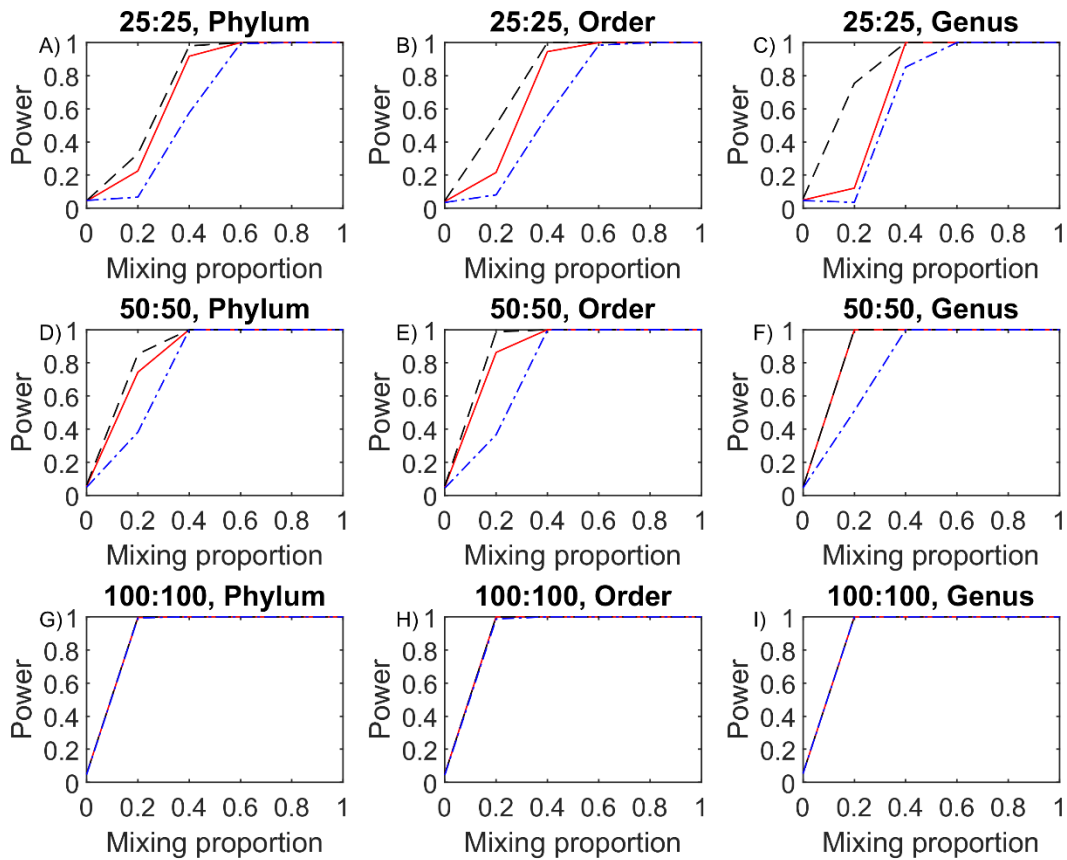 25:25, Phylum
A)
1
0.8
0.6
0.4
0.2
0
Power
0 0.2 0.4 0.6 0.8 1
Mixing proportion
25:25, Order
B)
1
0.8
0.6
0.4
0.2
0
Power
0 0.2 0.4 0.6 0.8 1
Mixing proportion
25:25, Genus
C)
1
0.8
0.6
0.4
0.2
0
Power
0 0.2 0.4 0.6 0.8 1
Mixing proportion
50:50, Phylum
D)
1
0.8
0.6
0.4
0.2
0
Power
0 0.2 0.4 0.6 0.8 1
Mixing proportion
50:50, Order
E)
1
0.8
0.6
0.4
0.2
0
Power
0 0.2 0.4 0.6 0.8 1
Mixing proportion
50:50, Genus
F)
1
0.8
0.6
0.4
0.2
0
Power
0 0.2 0.4 0.6 0.8 1
Mixing proportion
100:100, Phylum
G)
1
0.8
0.6
0.4
0.2
0
Power
0 0.2 0.4 0.6 0.8 1
Mixing proportion
100:100, Order
H)
1
0.8
0.6
0.4
0.2
0
Power
0 0.2 0.4 0.6 0.8 1
Mixing proportion
100:100, Genus
I)
1
0.8
0.6
0.4
0.2
0
Power
0 0.2 0.4 0.6 0.8 1
Mixing proportion